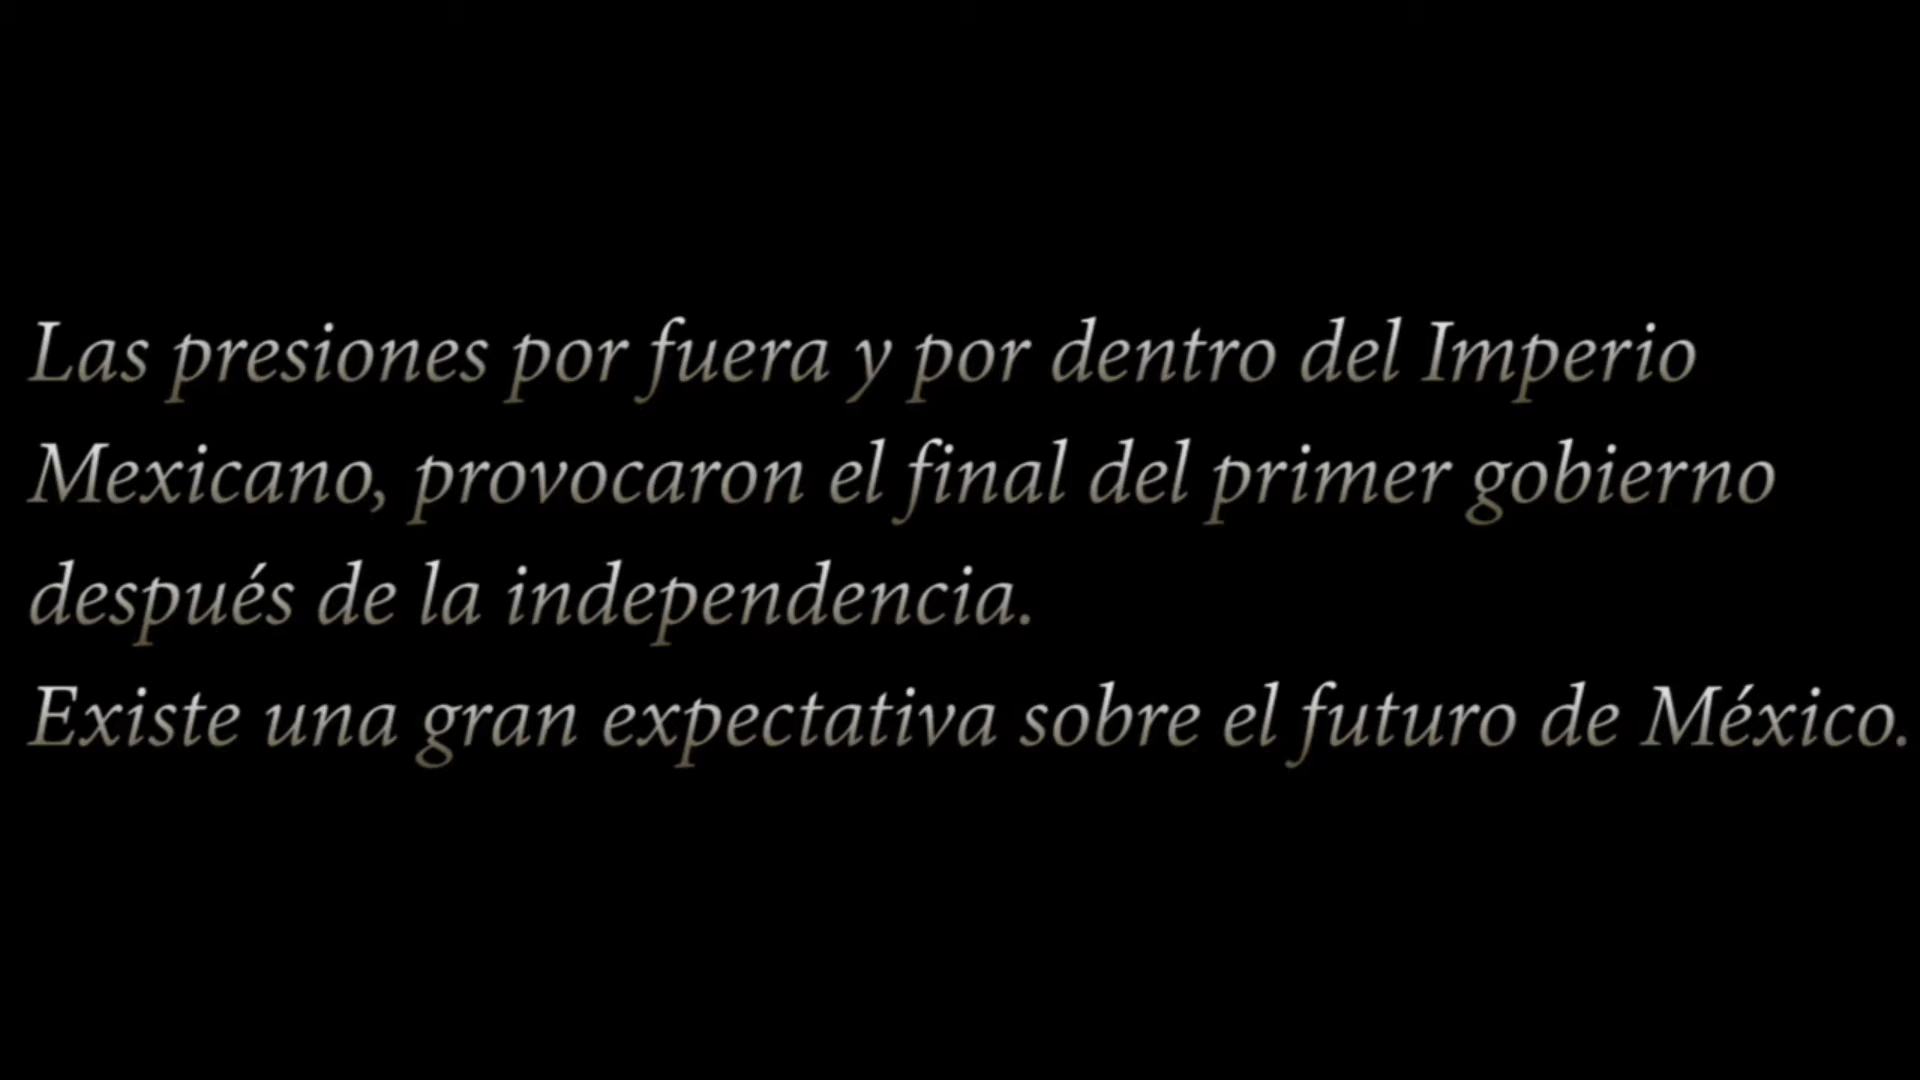 Las presiones por fuera y por dentro del Imperio
Mexicano, provocaron el final del primer gobierno
después de la independencia.
Existe una gran expectativa sobre el futuro de México.